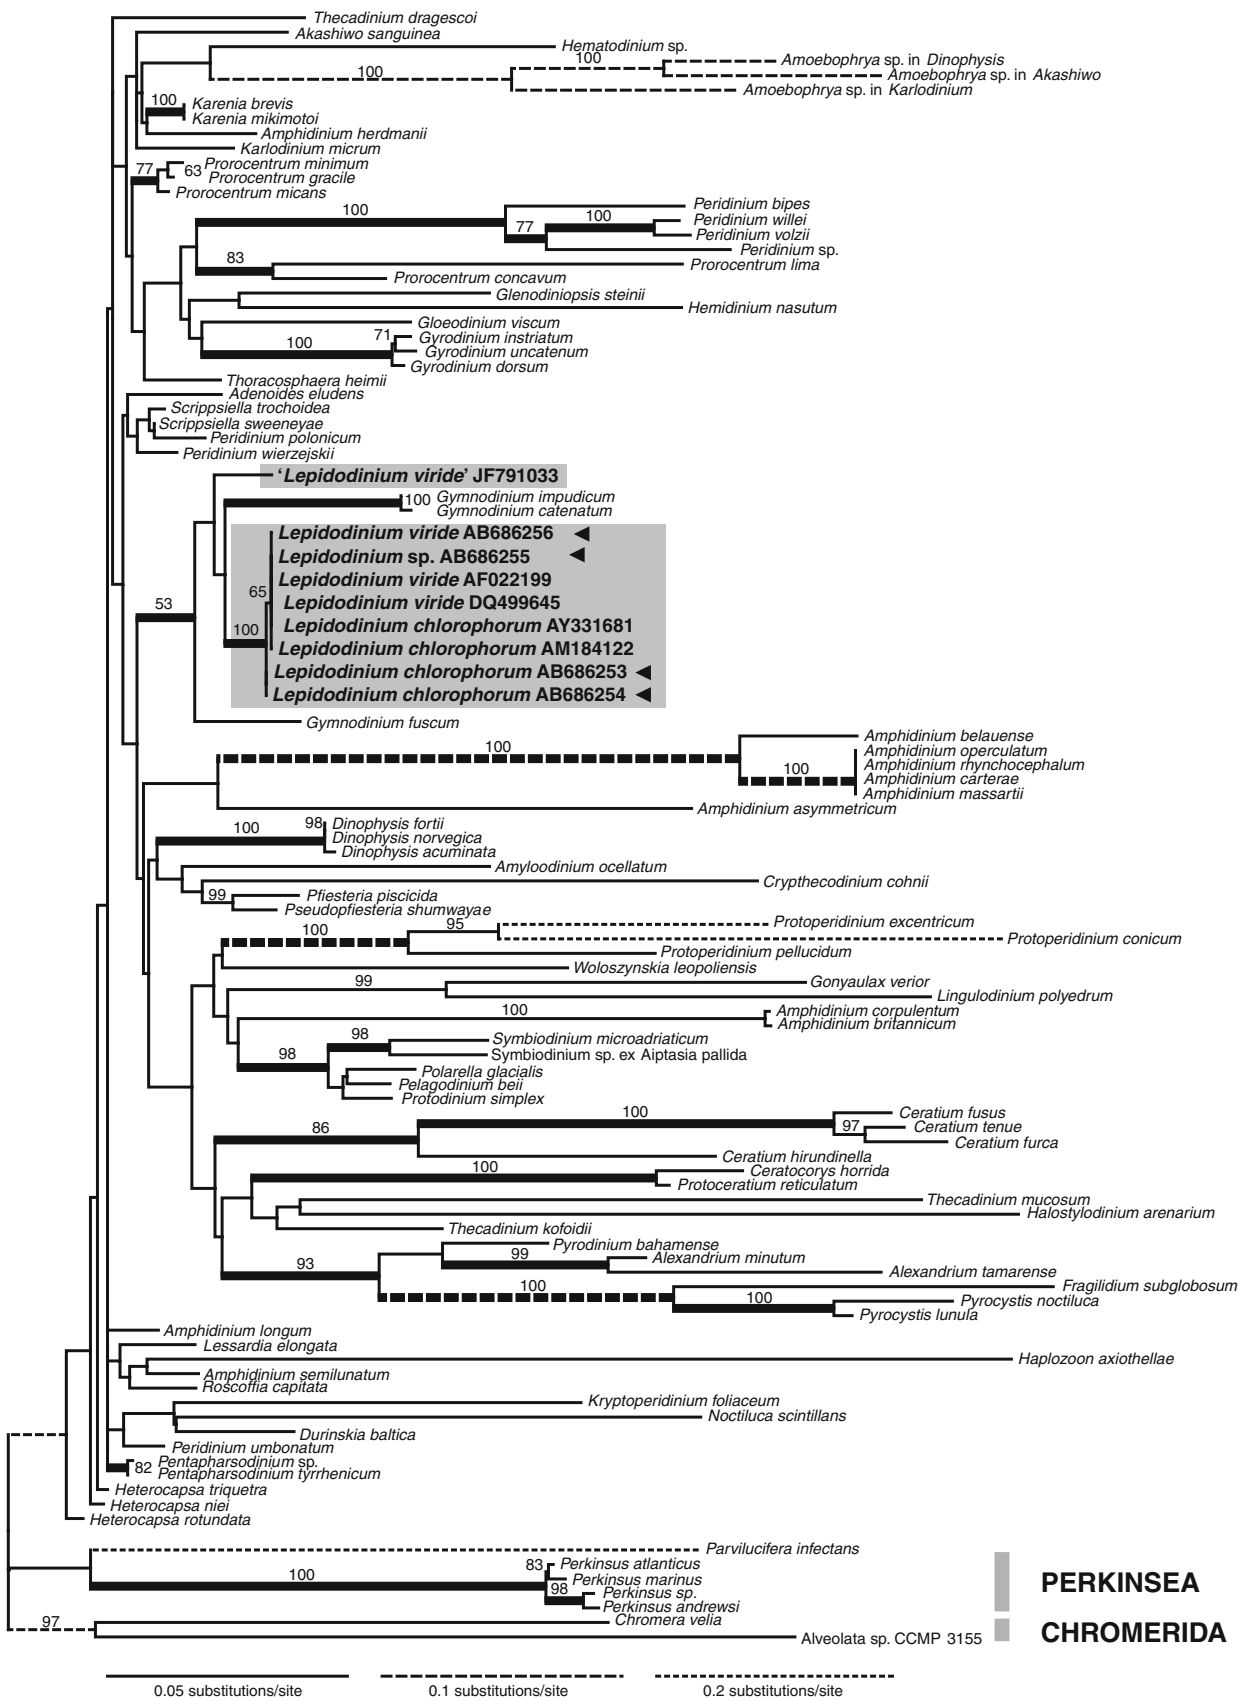 Thecadinium dragescoi
Akashiwo sanguinea
Hematodinium sp.
100
Amoebophrya sp. in Dinophysis
100
Amoebophrya sp. in Akashiwo
Amoebophrya sp. in Karlodinium
100
Karenia brevis
Karenia mikimotoi
Amphidinium herdmanii
Karlodinium micrum
77
63
Prorocentrum minimum
Prorocentrum gracile
Prorocentrum micans
100
Peridinium bipes
100
Peridinium willei
77
Peridinium volzii
Peridinium sp.
83
Prorocentrum lima
Prorocentrum concavum
Glenodiniopsis steinii
Hemidinium nasutum
Gloeodinium viscum
71
Gyrodinium instriatum
100
Gyrodinium uncatenum
Gyrodinium dorsum
Thoracosphaera heimii
Adenoides eludens
Scrippsiella trochoidea
Scrippsiella sweeneyae
Peridinium polonicum
Peridinium wierzejskii
‘Lepidodinium viride’ JF791033
100
Gymnodinium impudicum
Gymnodinium catenatum
Lepidodinium viride AB686256 ◀
Lepidodinium sp. AB686255 ◀
Lepidodinium viride AF022199
65
Lepidodinium viride DQ499645
53
Lepidodinium chlorophorum AY331681
100
Lepidodinium chlorophorum AM184122
Lepidodinium chlorophorum AB686253 ◀
Lepidodinium chlorophorum AB686254 ◀
Gymnodinium fuscum
Amphidinium belauense
100
Amphidinium operculatum
100
Amphidinium rhynchocephalum
Amphidinium carterae
Amphidinium massartii
Amphidinium asymmetricum
98
Dinophysis fortii
100
Dinophysis norvegica
Dinophysis acuminata
Amyloodinium ocellatum
Crypthecodinium cohnii
99
Pfiesteria piscicida
Pseudopfiesteria shumwayae
95
Protoperidinium excentricum
100
Protoperidinium conicum
Protoperidinium pellucidum
Woloszynskia leopoliensis
99
Gonyaulax verior
Lingulodinium polyedrum
100
Amphidinium corpulentum
Amphidinium britannicum
98
Symbiodinium microadriaticum
98
Symbiodinium sp. ex Aiptasia pallida
Polarella glacialis
Pelagodinium beii
Protodinium simplex
100
Ceratium fusus
86
97
Ceratium tenue
Ceratium furca
Ceratium hirundinella
100
Ceratocorys horrida
Protoceratium reticulatum
Thecadinium mucosum
Halostylodinium arenarium
Thecadinium kofoidii
Pyrodinium bahamense
99
Alexandrium minutum
93
Alexandrium tamarense
100
Fragilidium subglobosum
100
Pyrocystis noctiluca
Pyrocystis lunula
Amphidinium longum
Lessardia elongata
Haplozoon axiothellae
Amphidinium semilunatum
Roscoffia capitata
Kryptoperidinium foliaceum
Noctiluca scintillans
Durinskia baltica
Peridinium umbonatum
82
Pentapharsodinium sp.
Pentapharsodinium tyrrhenicum
Heterocapsa triquetra
Heterocapsa niei
Heterocapsa rotundata
Parvilucifera infectans
83
Perkinsus atlanticus
100
Perkinsus marinus
98
Perkinsus sp.
Perkinsus andrewsi
PERKINSEA
97
Chromera velia
Alveolata sp. CCMP 3155
CHROMERIDA
0.05 substitutions/site
0.1 substitutions/site
0.2 substitutions/site